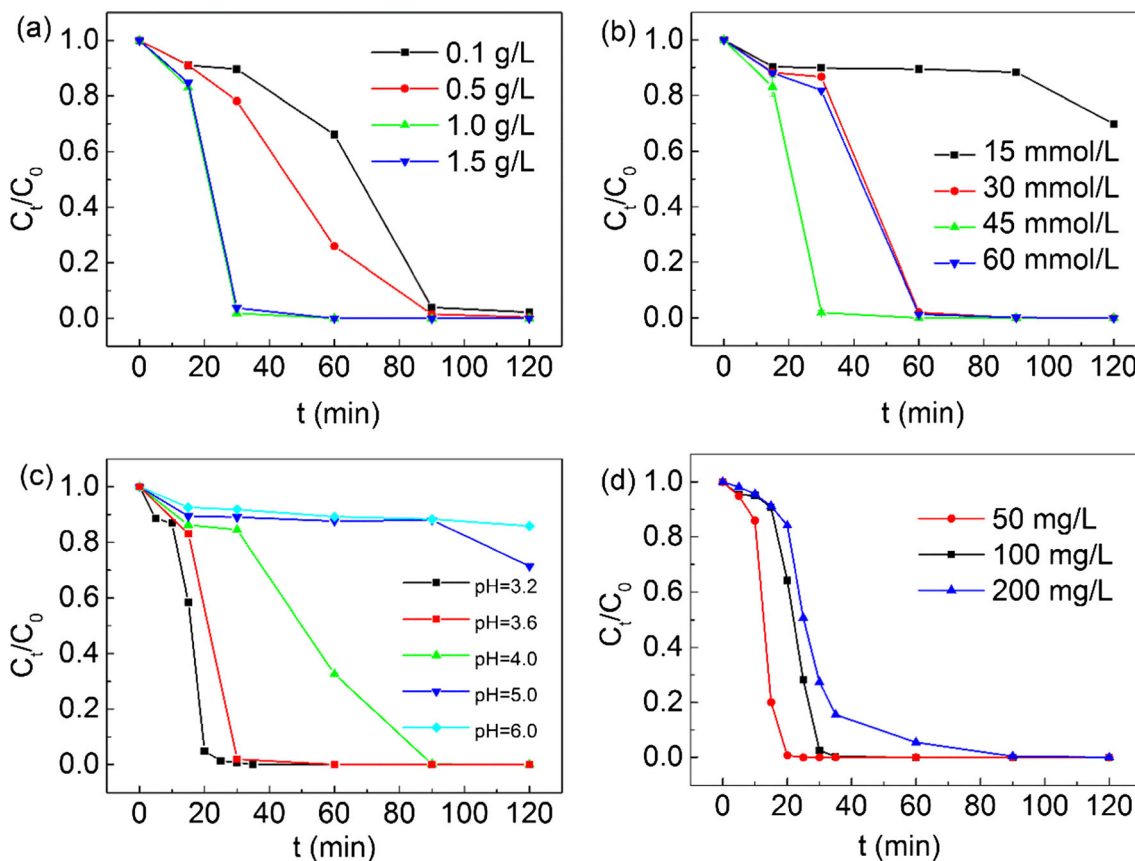 (a)
1.0
0.8
0.6
0.4
0.2
0.0
Ct/C0
0.1 g/L
0.5 g/L
1.0 g/L
1.5 g/L
0 20 40 60 80 100 120
t (min)
(b)
1.0
0.8
0.6
0.4
0.2
0.0
Ct/C0
15 mmol/L
30 mmol/L
45 mmol/L
60 mmol/L
0 20 40 60 80 100 120
t (min)
(c)
1.0
0.8
0.6
0.4
0.2
0.0
Ct/C0
pH=3.2
pH=3.6
pH=4.0
pH=5.0
pH=6.0
0 20 40 60 80 100 120
t (min)
(d)
1.0
0.8
0.6
0.4
0.2
0.0
Ct/C0
50 mg/L
100 mg/L
200 mg/L
0 20 40 60 80 100 120
t (min)